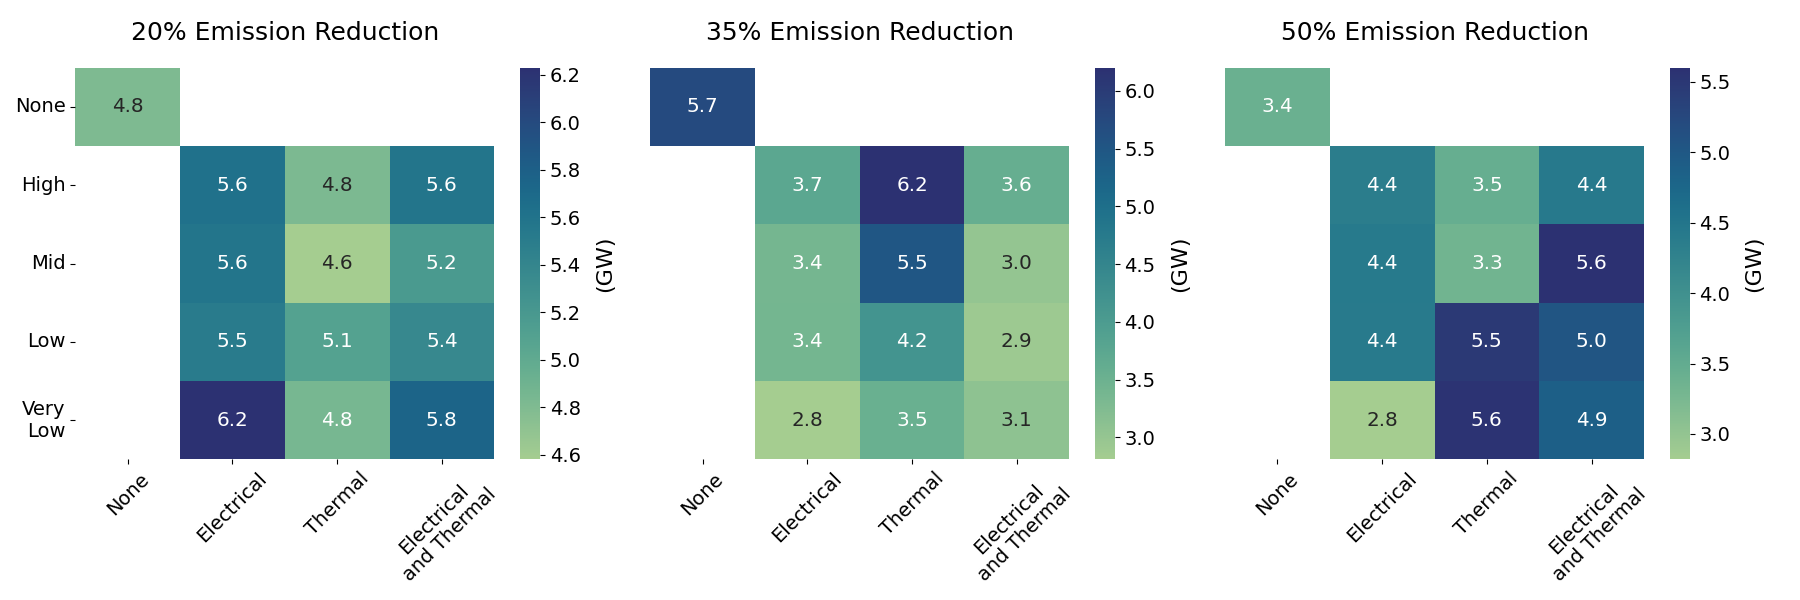 20% Emission Reduction
35% Emission Reduction
50% Emission Reduction
None
4.8
5.7
3.4
High
5.6 4.8 5.6
3.7 6.2 3.6
4.4 3.5 4.4
Mid
5.6 4.6 5.2
3.4 5.5 3.0
4.4 3.3 5.6
Low
5.5 5.1 5.4
3.4 4.2 2.9
4.4 5.5 5.0
Very
Low
6.2 4.8 5.8
2.8 3.5 3.1
2.8 5.6 4.9
6.2
6.0
5.8
5.6
5.4
5.2
5.0
4.8
4.6
(GW)
6.0
5.5
5.0
4.5
4.0
3.5
3.0
(GW)
5.5
5.0
4.5
4.0
3.5
3.0
(GW)
None
Electrical
Thermal
Electrical
and Thermal
None
Electrical
Thermal
Electrical
and Thermal
None
Electrical
Thermal
Electrical
and Thermal